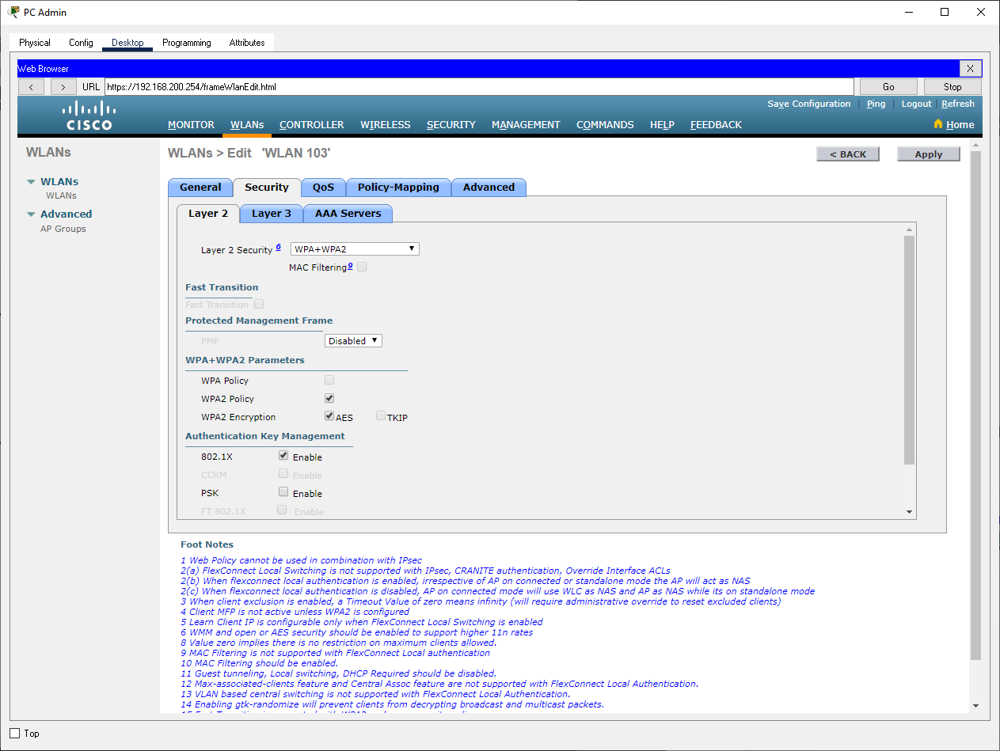 PC Admin
Physical Config Desktop Programming Attributes
Web Browser X
< > URL https://192.168.200.254/frameWlanEdit.html Go Stop
Save Configuration | Ping | Logout | Refresh
CISCO MONITOR WLANs CONTROLLER WIRELESS SECURITY MANAGEMENT COMMANDS HELP FEEDBACK Home
WLANs
WLANs
WLANs
Advanced
AP Groups
WLANs > Edit 'WLAN 103' < BACK Apply
General Security QoS Policy-Mapping Advanced
Layer 2 Layer 3 AAA Servers
Layer 2 Security 6 WPA+WPA2
MAC Filtering 9
Fast Transition
Fast Transition
Protected Management Frame
PMF Disabled
WPA+WPA2 Parameters
WPA Policy
WPA2 Policy
WPA2 Encryption AES TKIP
Authentication Key Management
802.1X Enable
CCKM Enable
PSK Enable
FT 802.1X Enable
Foot Notes
1 Web Policy cannot be used in combination with IPsec
2(a) FlexConnect Local Switching is not supported with IPsec, CRANITE authentication, Override Interface ACLs
2(b) When flexconnect local authentication is enabled, irrespective of AP on connected or standalone mode the AP will act as NAS
2(c) When flexconnect local authentication is disabled, AP on connected mode will use WLC as NAS and AP as NAS while its on standalone mode
3 When client exclusion is enabled, a Timeout Value of zero means infinity (will require administrative override to reset excluded clients)
4 Client MFP is not active unless WPA2 is configured
5 Learn Client IP is configurable only when FlexConnect Local Switching is enabled
6 WMM and open or AES security should be enabled to support higher 11n rates
8 Value zero implies there is no restriction on maximum clients allowed.
9 MAC Filtering is not supported with FlexConnect Local authentication
10 MAC Filtering should be enabled.
11 Guest tunneling, Local switching, DHCP Required should be disabled.
12 Max-associated-clients feature and Central Assoc feature are not supported with FlexConnect Local Authentication.
13 VLAN based central switching is not supported with FlexConnect Local Authentication.
14 Enabling gtk-randomize will prevent clients from decrypting broadcast and multicast packets.
Top